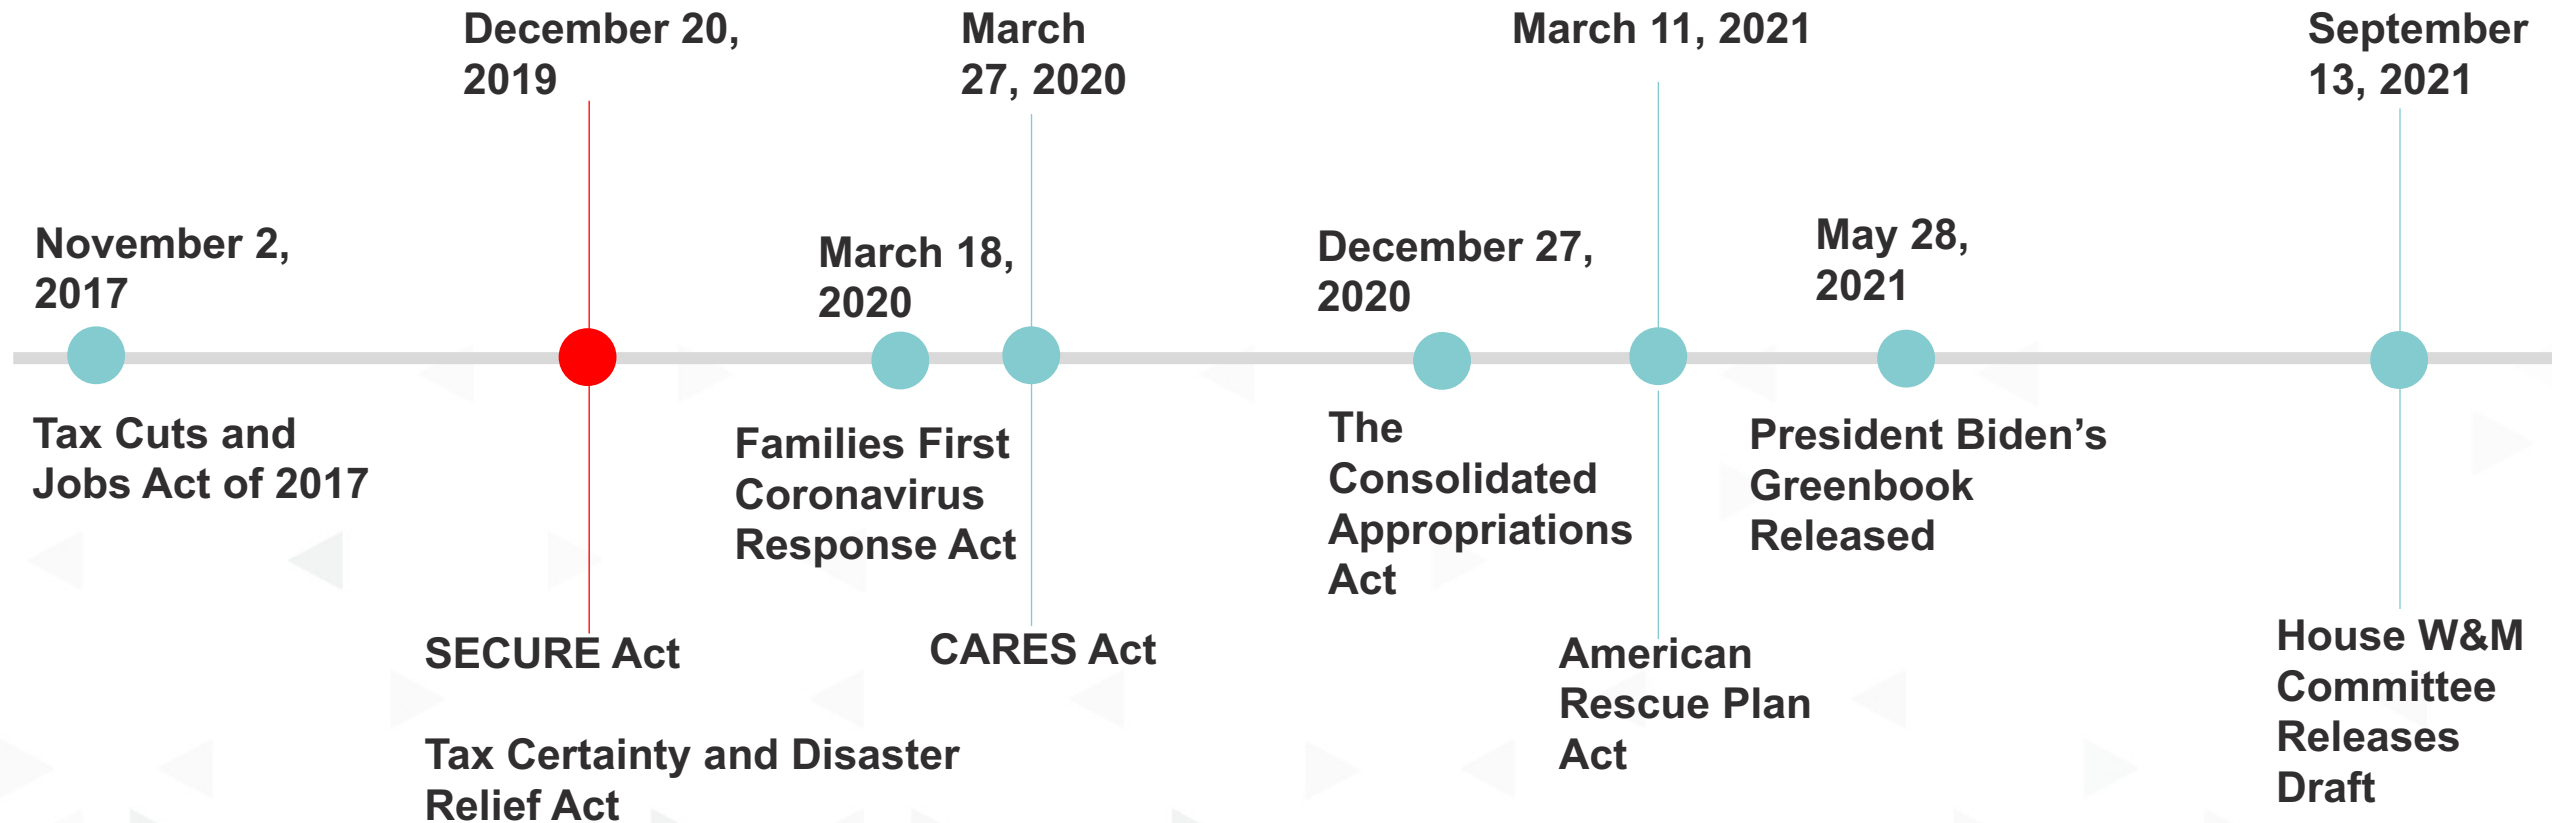 November 2,
2017
Tax Cuts and
Jobs Act of 2017
December 20,
2019
SECURE Act
Tax Certainty and Disaster
Relief Act
March 18,
2020
Families First
Coronavirus
Response Act
March
27, 2020
CARES Act
December 27,
2020
The
Consolidated
Appropriations
Act
March 11, 2021
American
Rescue Plan
Act
May 28,
2021
President Biden’s
Greenbook
Released
September
13, 2021
House W&M
Committee
Releases
Draft